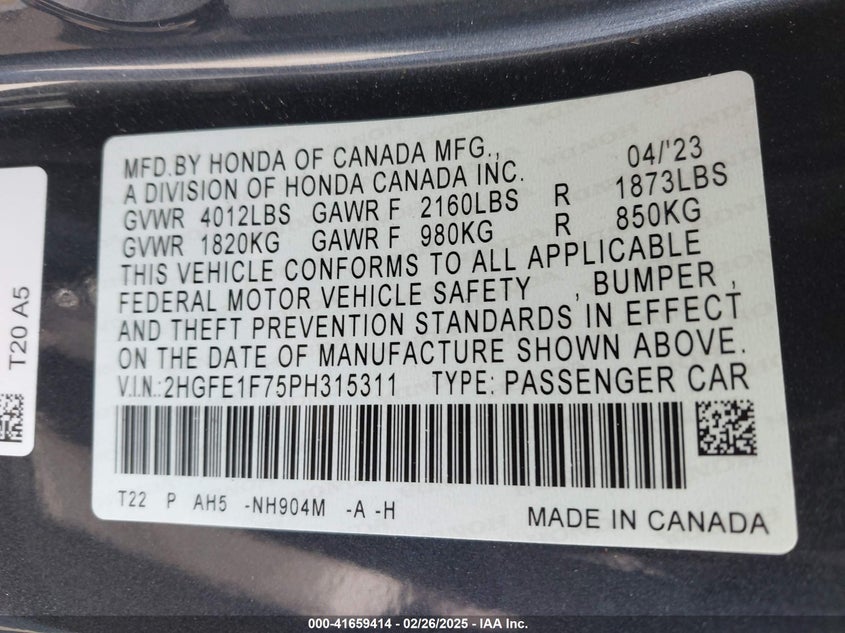 MFD.BY HONDA OF CANADA MFG., 04/'23
A DIVISION OF HONDA CANADA INC.
GVWR 4012LBS GAWR F 2160LBS R 1873LBS
GVWR 1820KG GAWR F 980KG R 850KG
THIS VEHICLE CONFORMS TO ALL APPLICABLE
FEDERAL MOTOR VEHICLE SAFETY , BUMPER ,
AND THEFT PREVENTION STANDARDS IN EFFECT
ON THE DATE OF MANUFACTURE SHOWN ABOVE.
V.I.N.:2HGFE1F75PH315311 TYPE: PASSENGER CAR
T22 P AH5 -NH904M -A -H
MADE IN CANADA
T20 A5
000-41659414 - 02/26/2025 - IAA Inc.